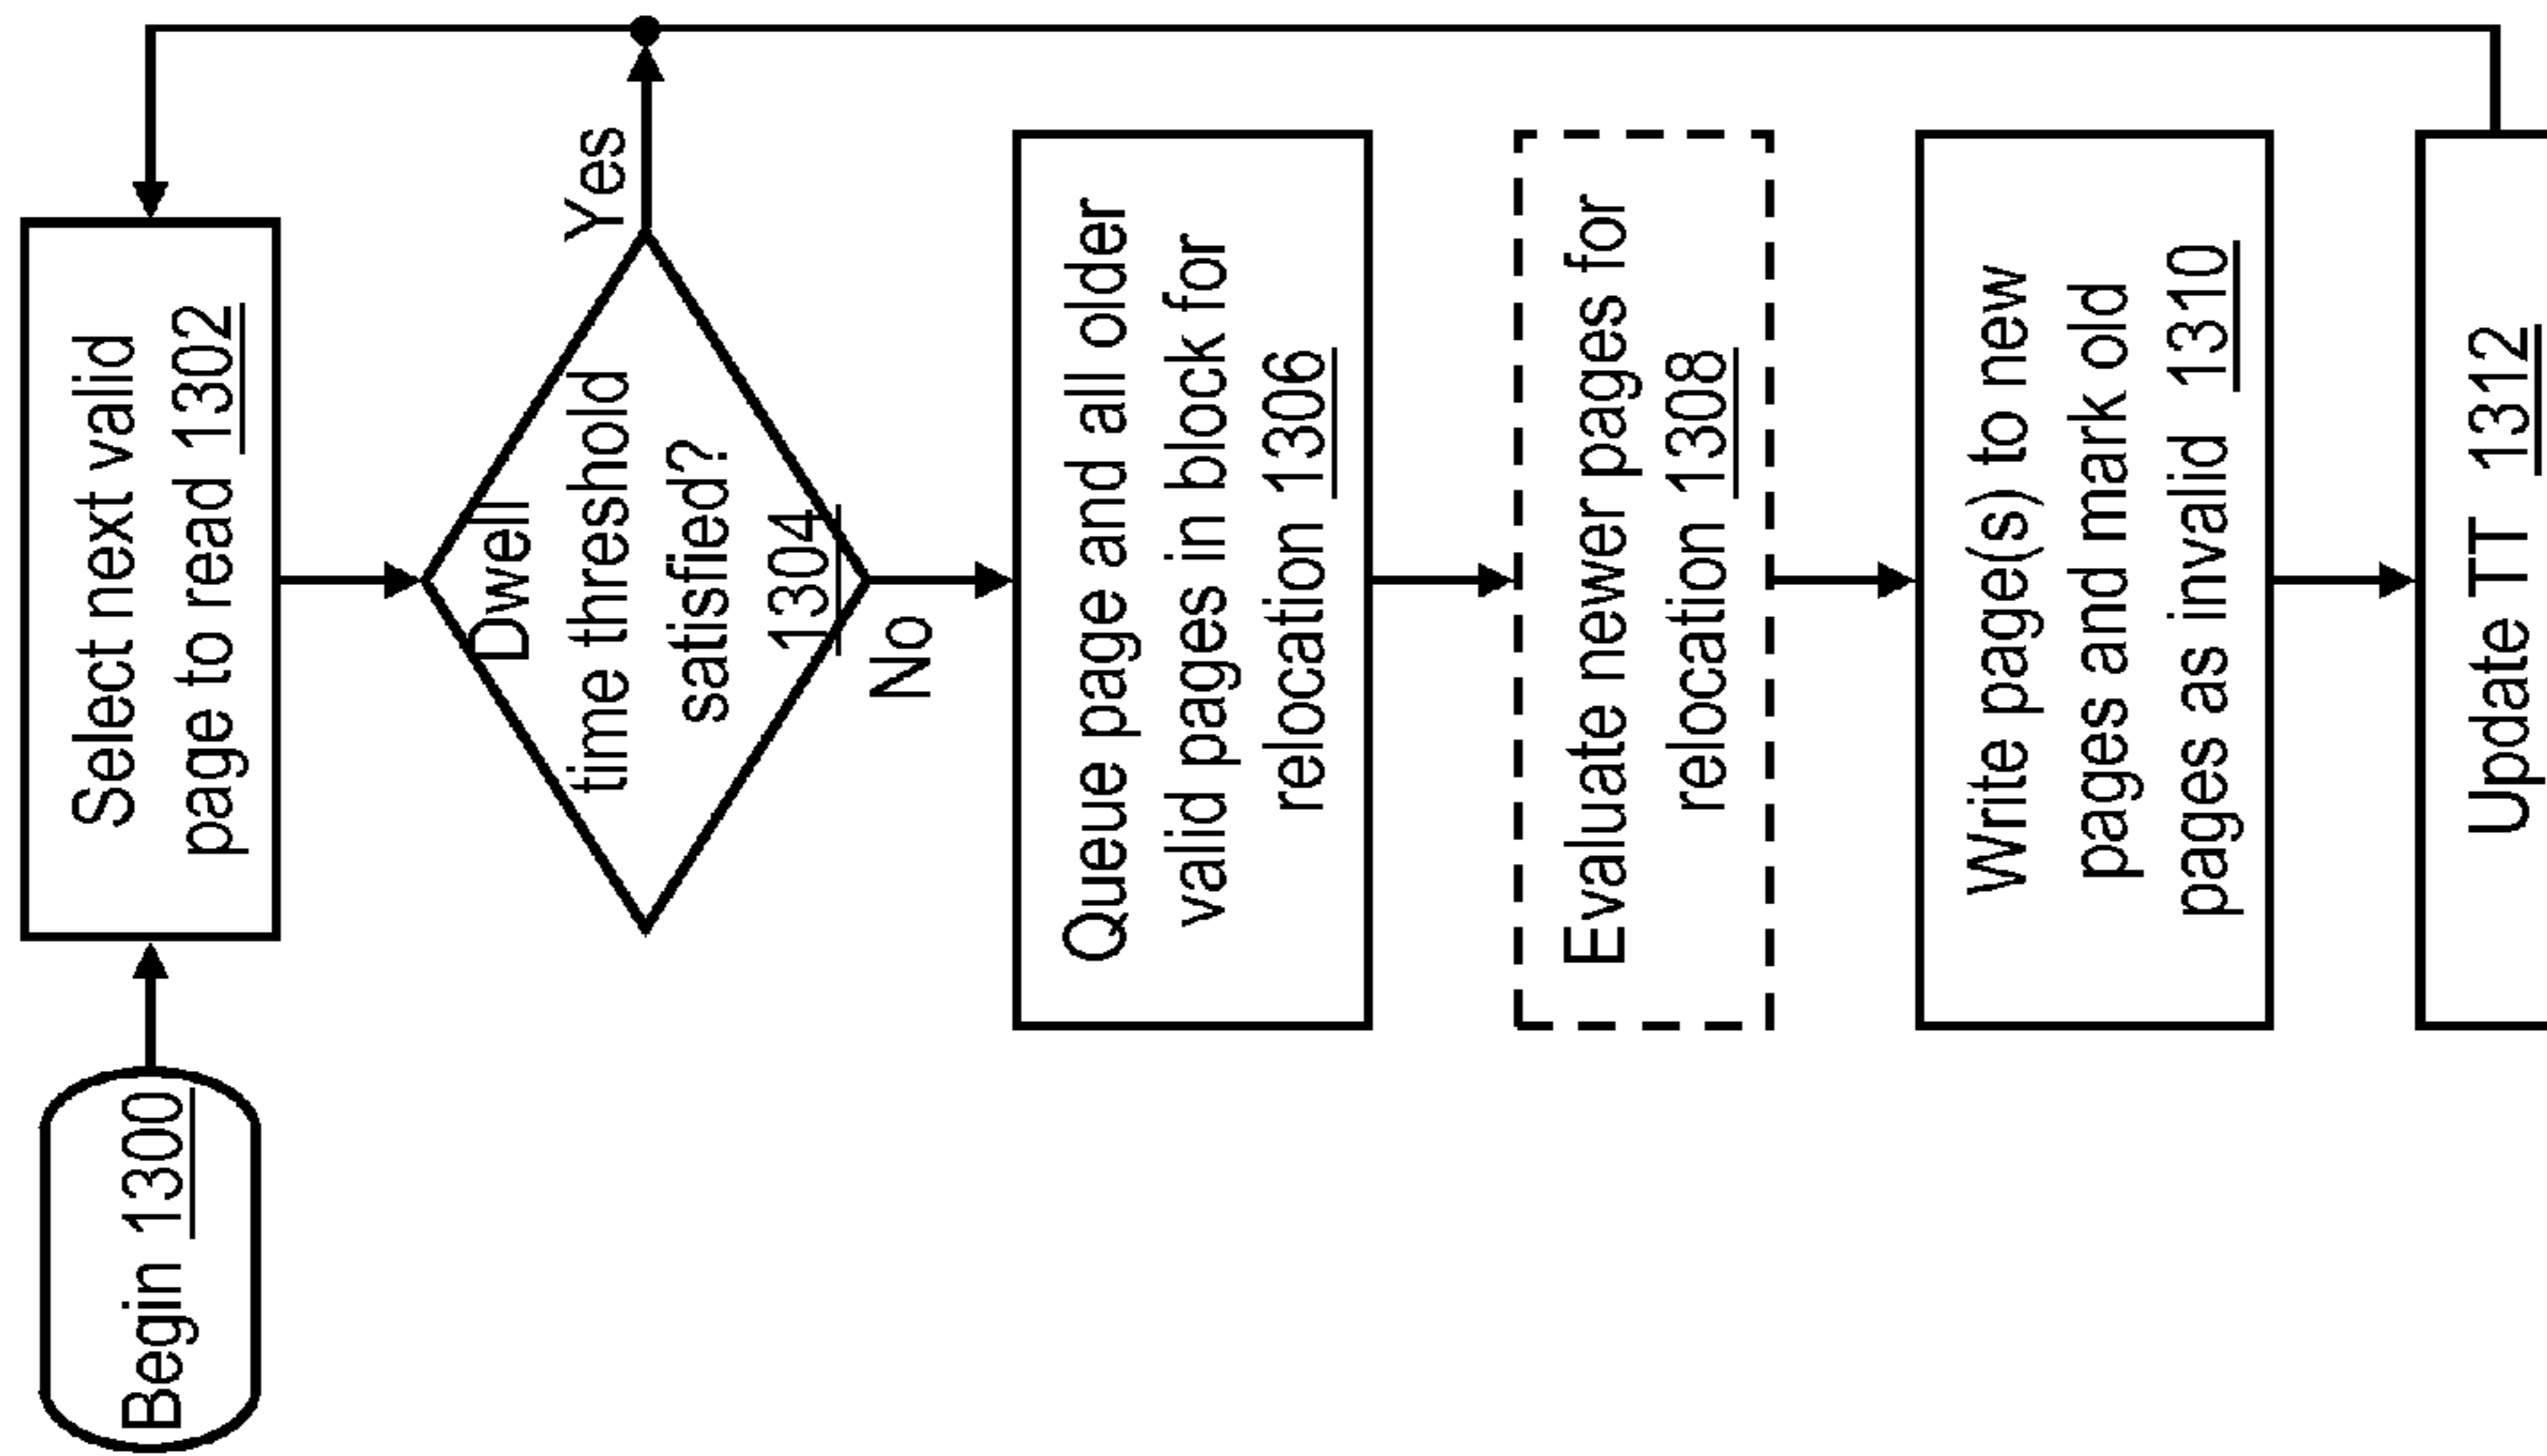 Begin 1300
Select next valid
page to read 1302
Dwell
time threshold
satisfied?
1304
Yes
No
Queue page and all older
valid pages in block for
relocation 1306
Evaluate newer pages for
relocation 1308
Write page(s) to new
pages and mark old
pages as invalid 1310
Update TT 1312